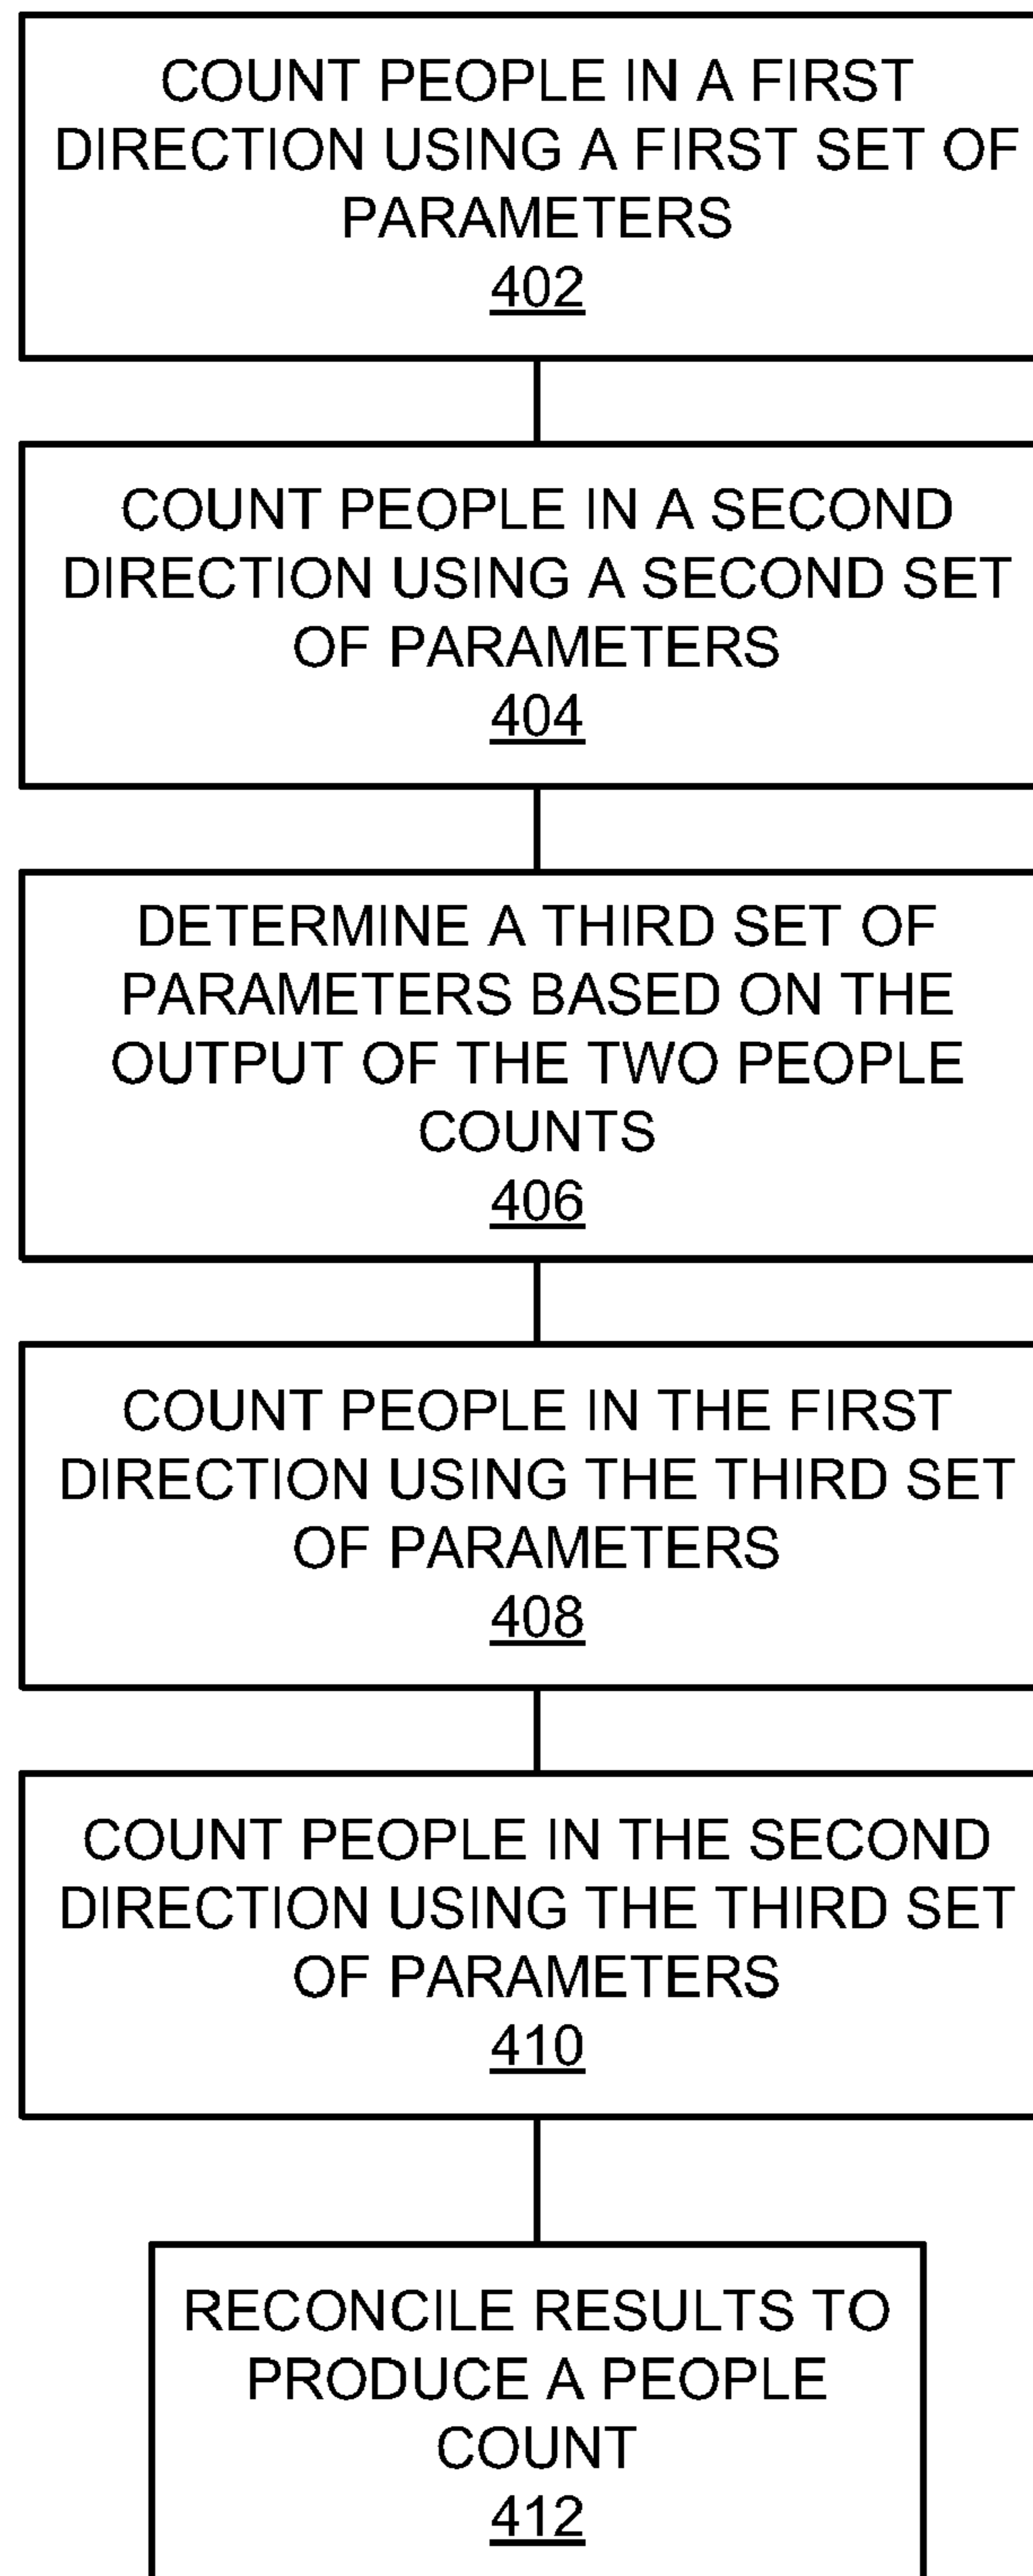 COUNT PEOPLE IN A FIRST
DIRECTION USING A FIRST SET OF
PARAMETERS
402
COUNT PEOPLE IN A SECOND
DIRECTION USING A SECOND SET
OF PARAMETERS
404
DETERMINE A THIRD SET OF
PARAMETERS BASED ON THE
OUTPUT OF THE TWO PEOPLE
COUNTS
406
COUNT PEOPLE IN THE FIRST
DIRECTION USING THE THIRD SET
OF PARAMETERS
408
COUNT PEOPLE IN THE SECOND
DIRECTION USING THE THIRD SET
OF PARAMETERS
410
RECONCILE RESULTS TO
PRODUCE A PEOPLE
COUNT
412